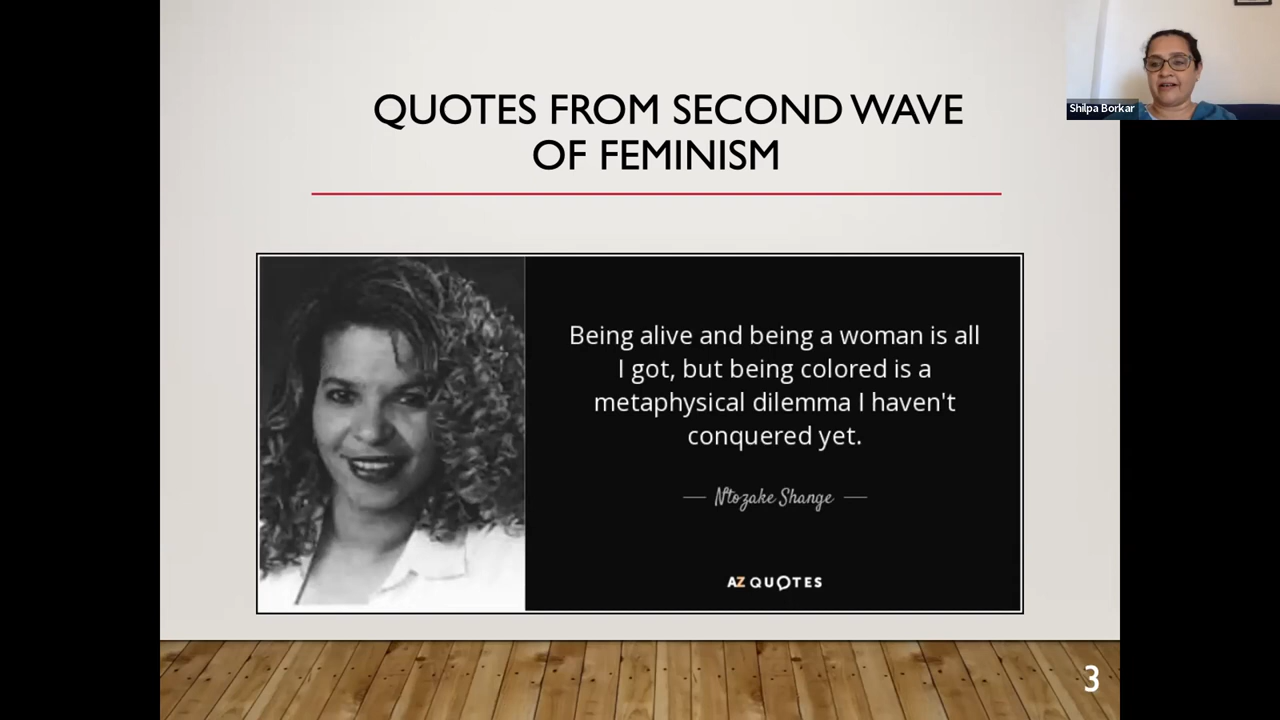 QUOTES FROM SECOND WAVE
OF FEMINISM
Shilpa Borkar
Being alive and being a woman is all
I got, but being colored is a
metaphysical dilemma I haven't
conquered yet.
Ntozake Shange
AZ QUOTES
3